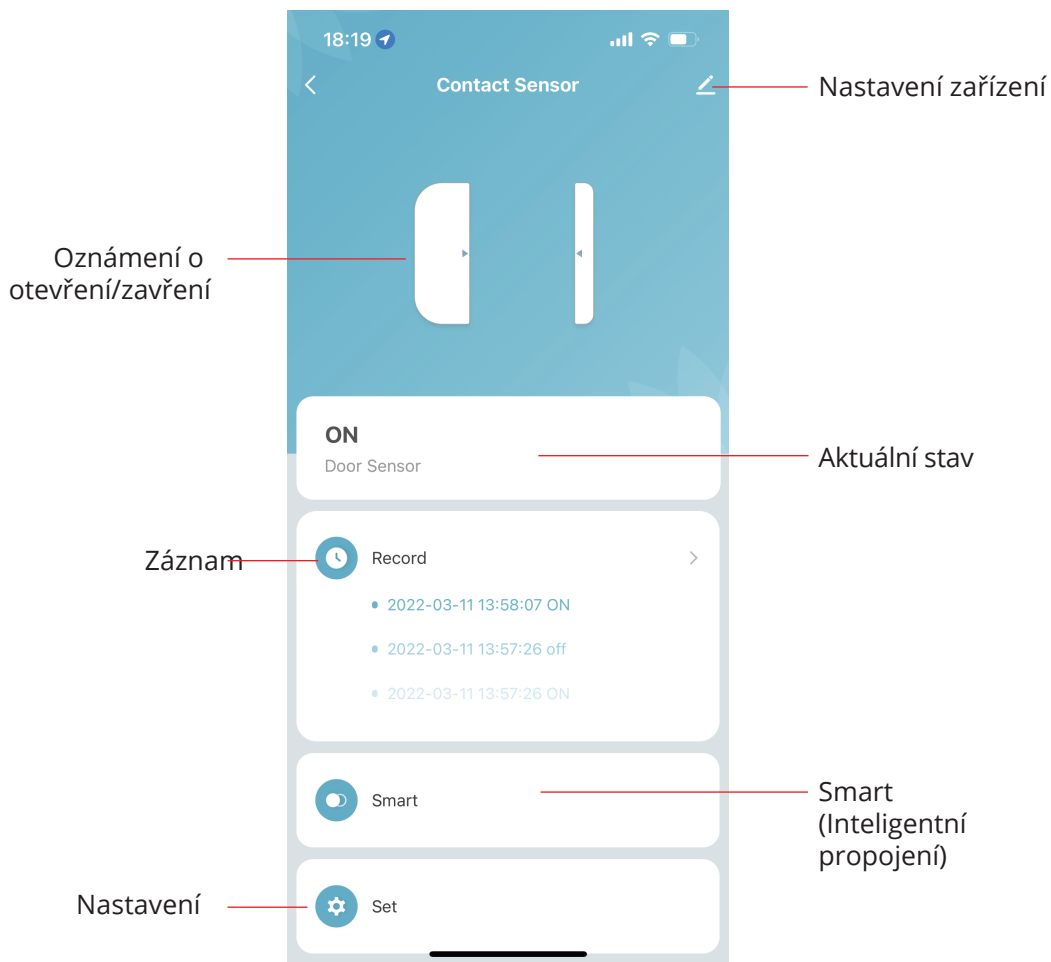 18:19
Contact Sensor
Nastavení zařízení
Oznámení o
otevření/zavření
ON
Door Sensor
Aktuální stav
Záznam
Record
2022-03-11 13:58:07 ON
2022-03-11 13:57:26 off
2022-03-11 13:57:26 ON
Smart
Smart
(Inteligentní
propojení)
Nastavení
Set